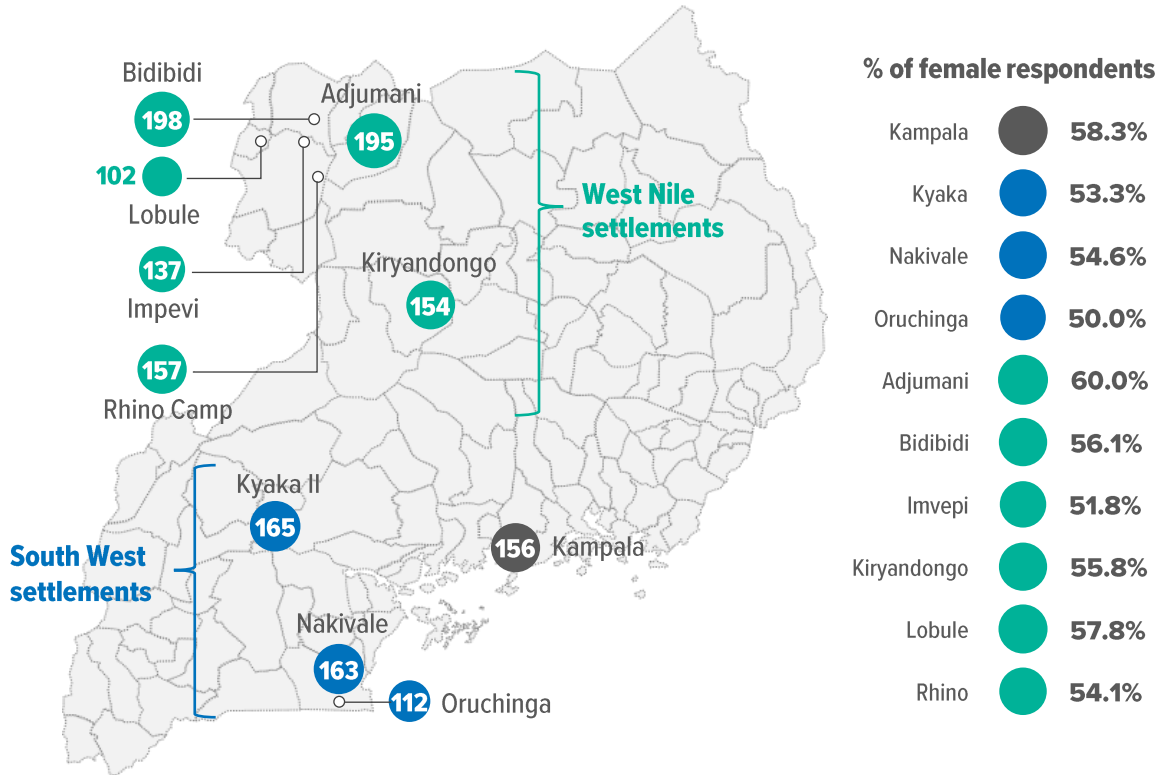 Bidibidi
198
102
Lobule
137
Impevi
157
Rhino Camp
Adjumani
195
Kiryandongo
154
West Nile
settlements
South West
settlements
Kyaka II
165
156 Kampala
Nakivale
163
112 Oruchinga
% of female respondents
Kampala 58.3%
Kyaka 53.3%
Nakivale 54.6%
Oruchinga 50.0%
Adjumani 60.0%
Bidibidi 56.1%
Imvepi 51.8%
Kiryandongo 55.8%
Lobule 57.8%
Rhino 54.1%